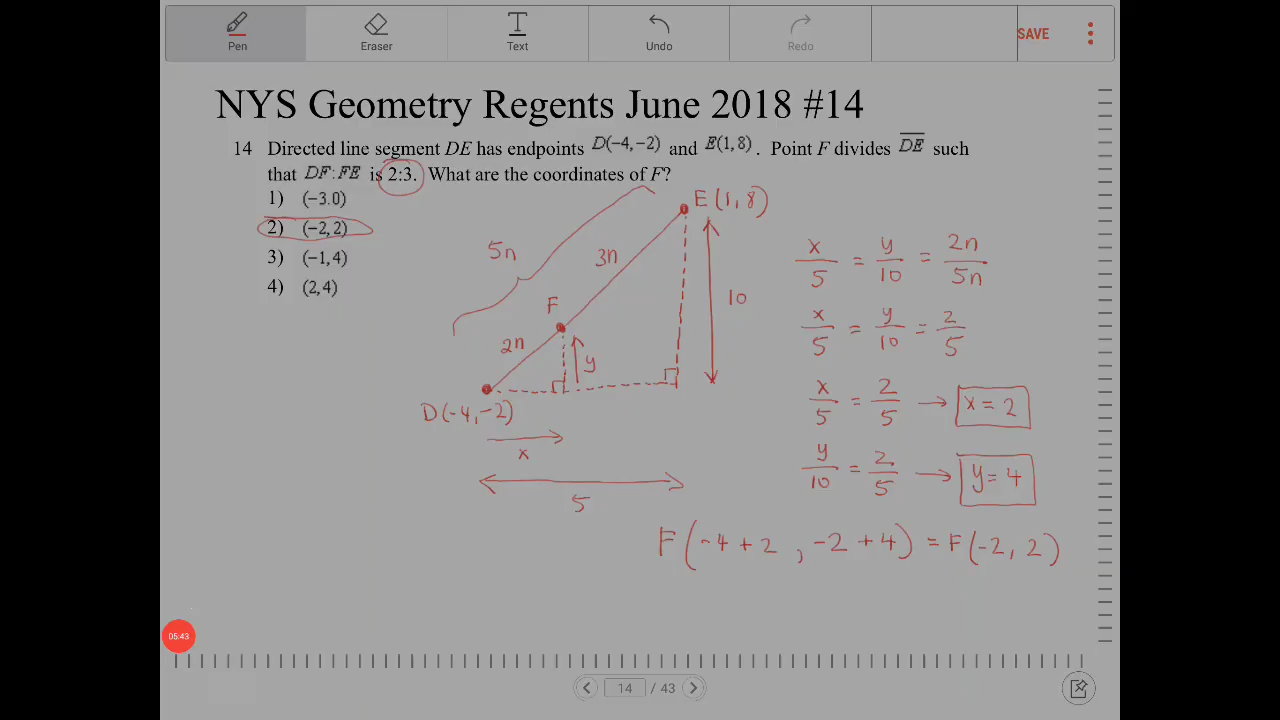 Pen Eraser Text Undo Redo SAVE
NYS Geometry Regents June 2018 #14
14 Directed line segment DE has endpoints D(−4,−2) and E(1,8). Point F divides DE such
that DF:FE is 2:3. What are the coordinates of F?
1) (−3.0)
2) (−2,2)
3) (−1,4)
4) (2,4)
E(1,8)
5n
3n
F
10
2n
y
D(-4,-2)
x
5
x/5 = y/10 = 2n/5n
x/5 = y/10 = 2/5
x/5 = 2/5 → x = 2
y/10 = 2/5 → y = 4
F(-4+2, -2+4) = F(-2, 2)
05:43
14 / 43